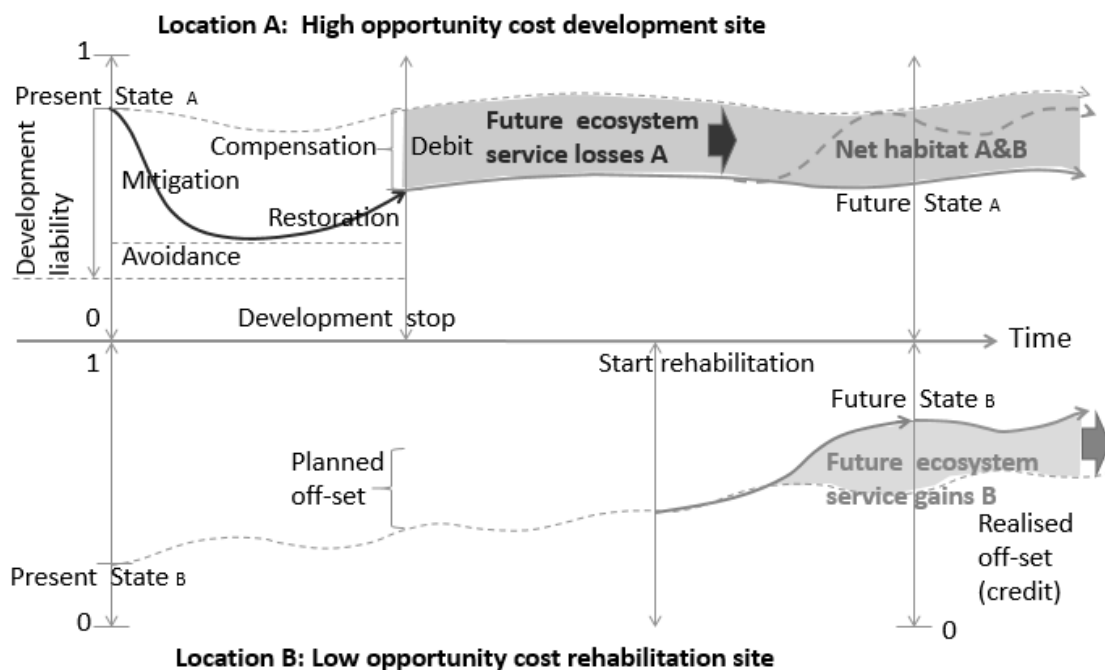 Location A:  High opportunity cost development site
1
Present State A
Compensation
Debit
Future ecosystem
service losses A
Net habitat A&B
Mitigation
Development
liability
Restoration
Future State A
Avoidance
0
Development stop
Time
1
Start rehabilitation
Future State B
Planned
off-set
Future ecosystem
service gains B
Realised
off-set
(credit)
Present State B
0
0
Location B: Low opportunity cost rehabilitation site